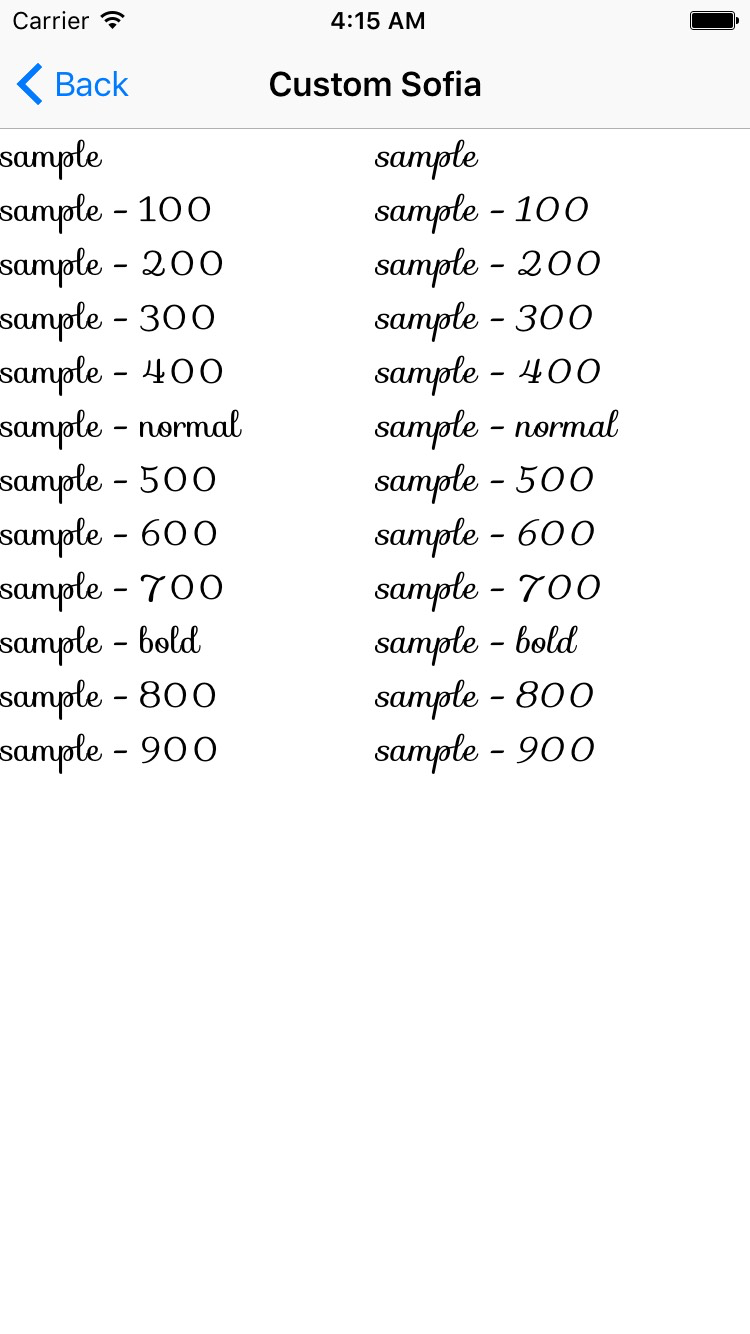 Carrier 4:15 AM
Back Custom Sofia
sample sample
sample - 100 sample - 100
sample - 200 sample - 200
sample - 300 sample - 300
sample - 400 sample - 400
sample - normal sample - normal
sample - 500 sample - 500
sample - 600 sample - 600
sample - 700 sample - 700
sample - bold sample - bold
sample - 800 sample - 800
sample - 900 sample - 900